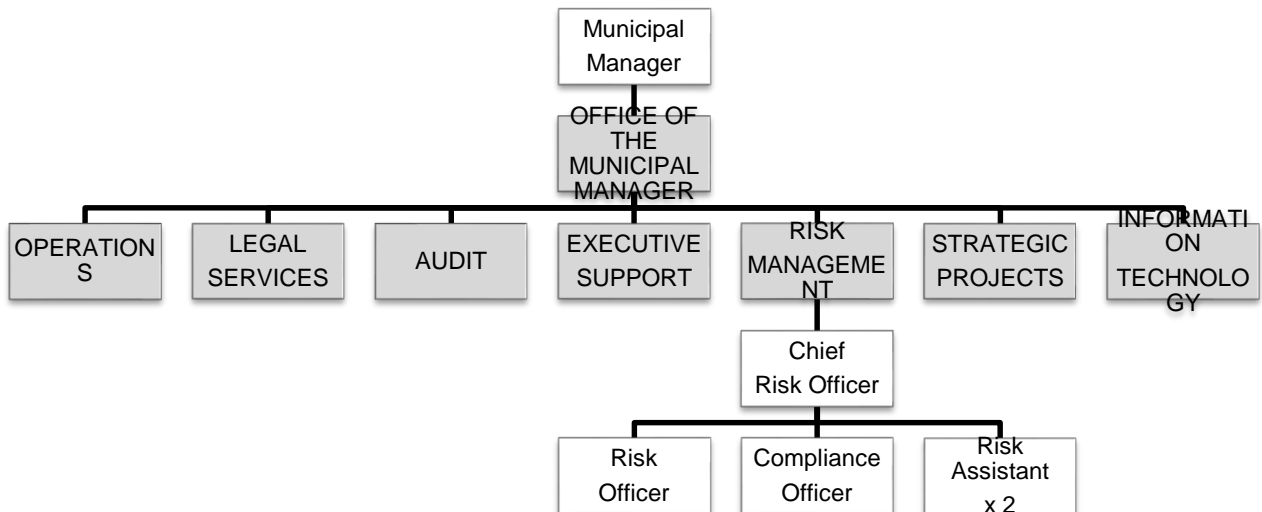 Municipal
Manager
OFFICE OF
THE
MUNICIPAL
MANAGER
OPERATION
S
LEGAL
SERVICES
AUDIT
EXECUTIVE
SUPPORT
RISK
MANAGEME
NT
STRATEGIC
PROJECTS
INFORMATI
ON
TECHNOLO
GY
Chief
Risk Officer
Risk
Officer
Compliance
Officer
Risk
Assistant
x 2